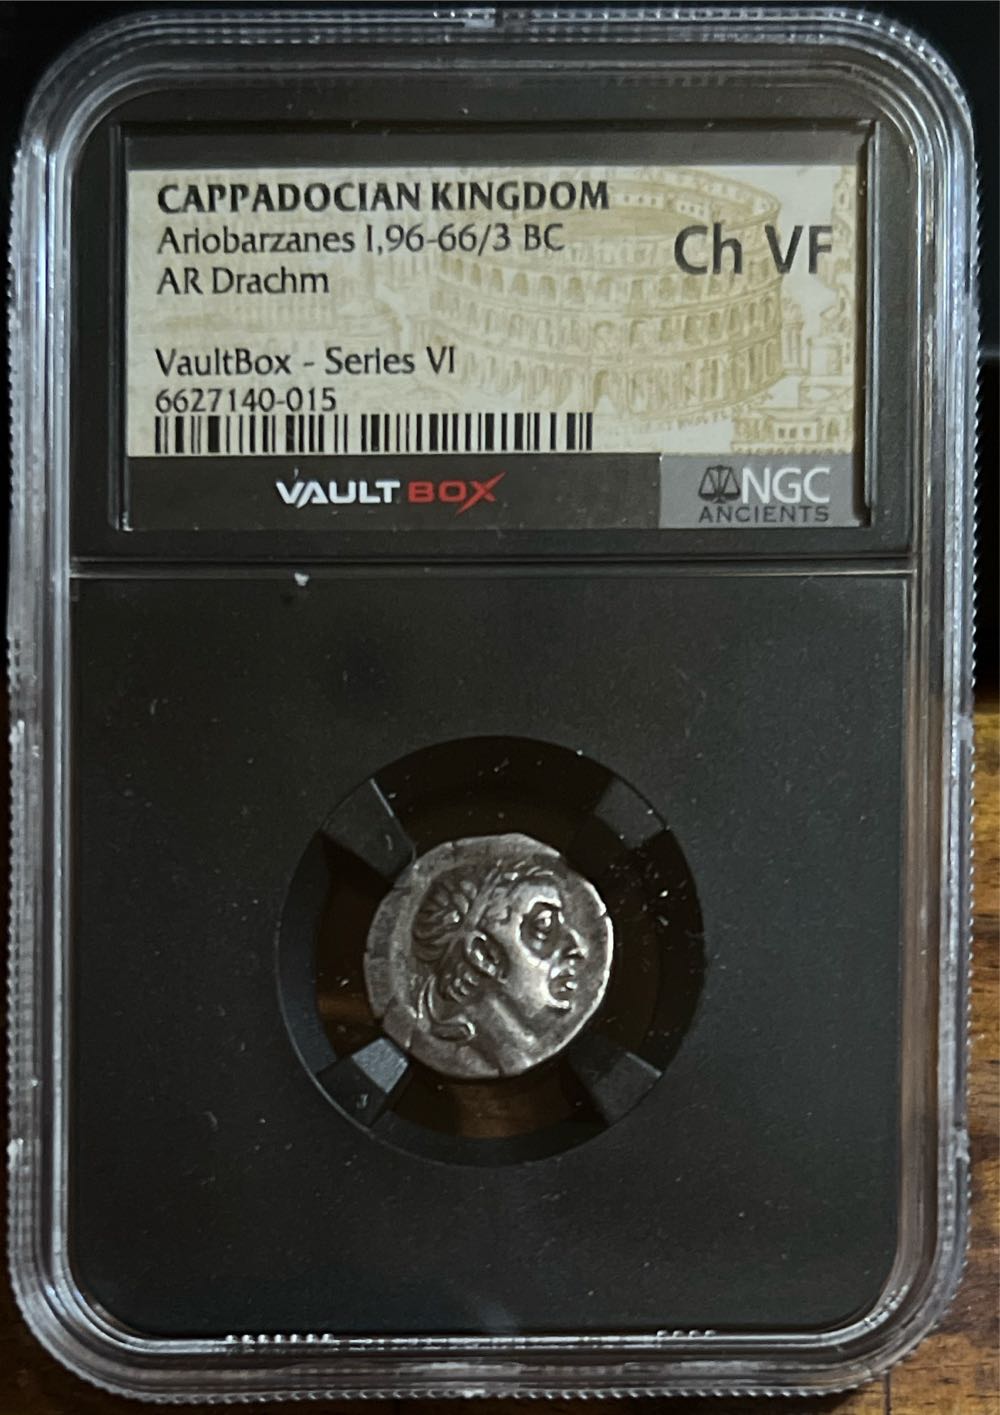 CAPPADOCIAN KINGDOM
Ariobarzanes I,96-66/3 BC
AR Drachm
Ch VF
VaultBox - Series VI
6627140-015
VAULTBOX
NGC
ANCIENTS